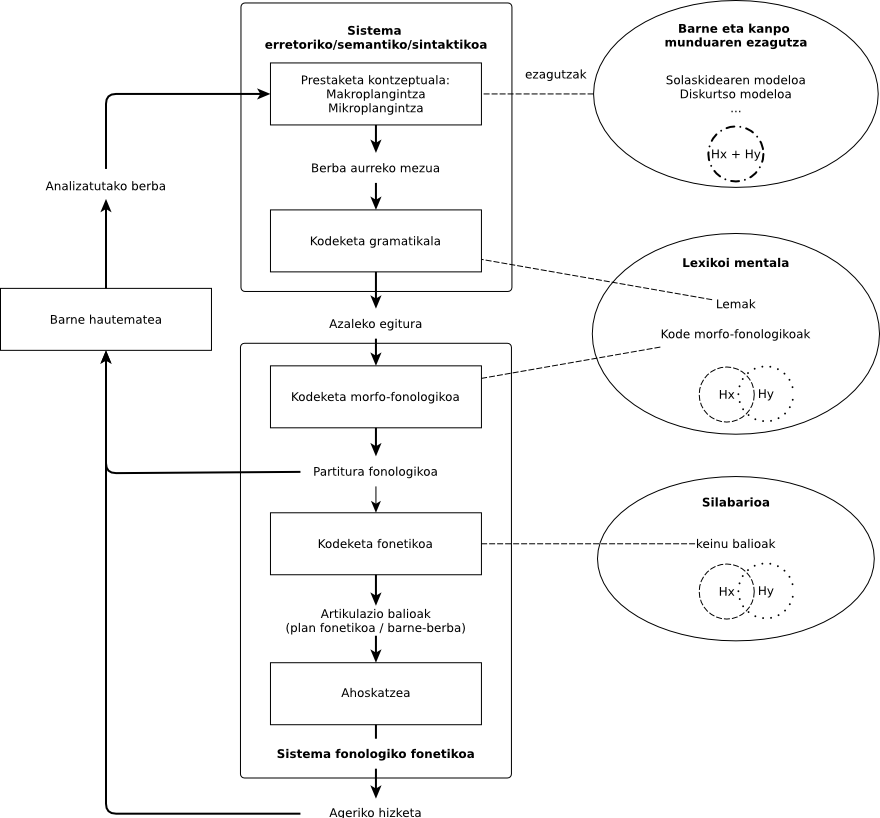 Sistema
erretoriko/semantiko/sintaktikoa
Prestaketa kontzeptuala:
Makroplangintza
Mikroplangintza
Berba aurreko mezua
Kodeketa gramatikala
Azaleko egitura
Kodeketa morfo-fonologikoa
Partitura fonologikoa
Kodeketa fonetikoa
Artikulazio balioak
(plan fonetikoa / barne-berba)
Ahoskatzea
Sistema fonologiko fonetikoa
Ageriko hizketa
Analizatutako berba
Barne hautematea
ezagutzak
Barne eta kanpo
munduaren ezagutza
Solaskidearen modeloa
Diskurtso modeloa
...
Hx + Hy
Lexikoi mentala
Lemak
Kode morfo-fonologikoak
Hx Hy
Silabarioa
keinu balioak
Hx Hy